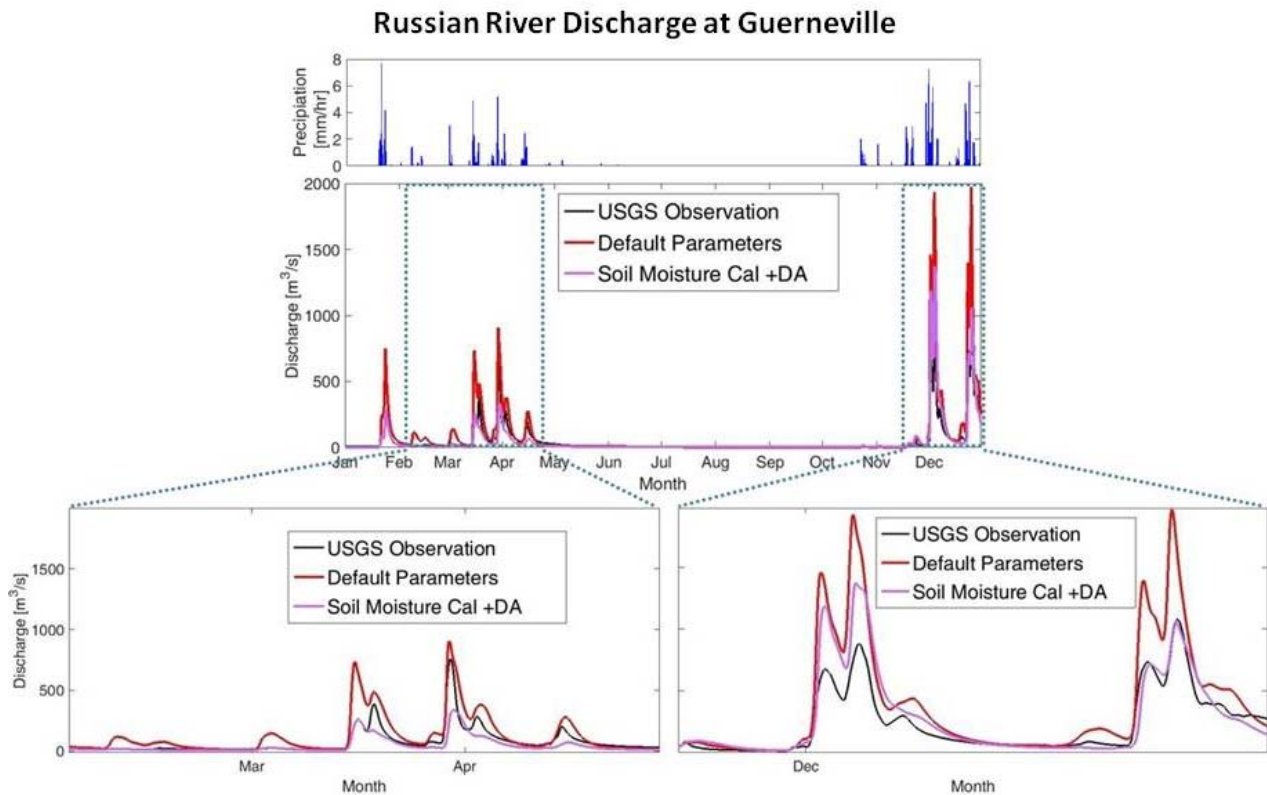 Russian River Discharge at Guerneville
8
6
4
2
0
Precipiation
[mm/hr]
2000
1500
1000
500
0
Discharge [m³/s]
USGS Observation
Default Parameters
Soil Moisture Cal +DA
Jan Feb Mar Apr May Jun Jul Aug Sep Oct Nov Dec
Month
1500
1000
500
0
Discharge [m³/s]
USGS Observation
Default Parameters
Soil Moisture Cal +DA
Mar Apr
Month
USGS Observation
Default Parameters
Soil Moisture Cal +DA
Dec
Month